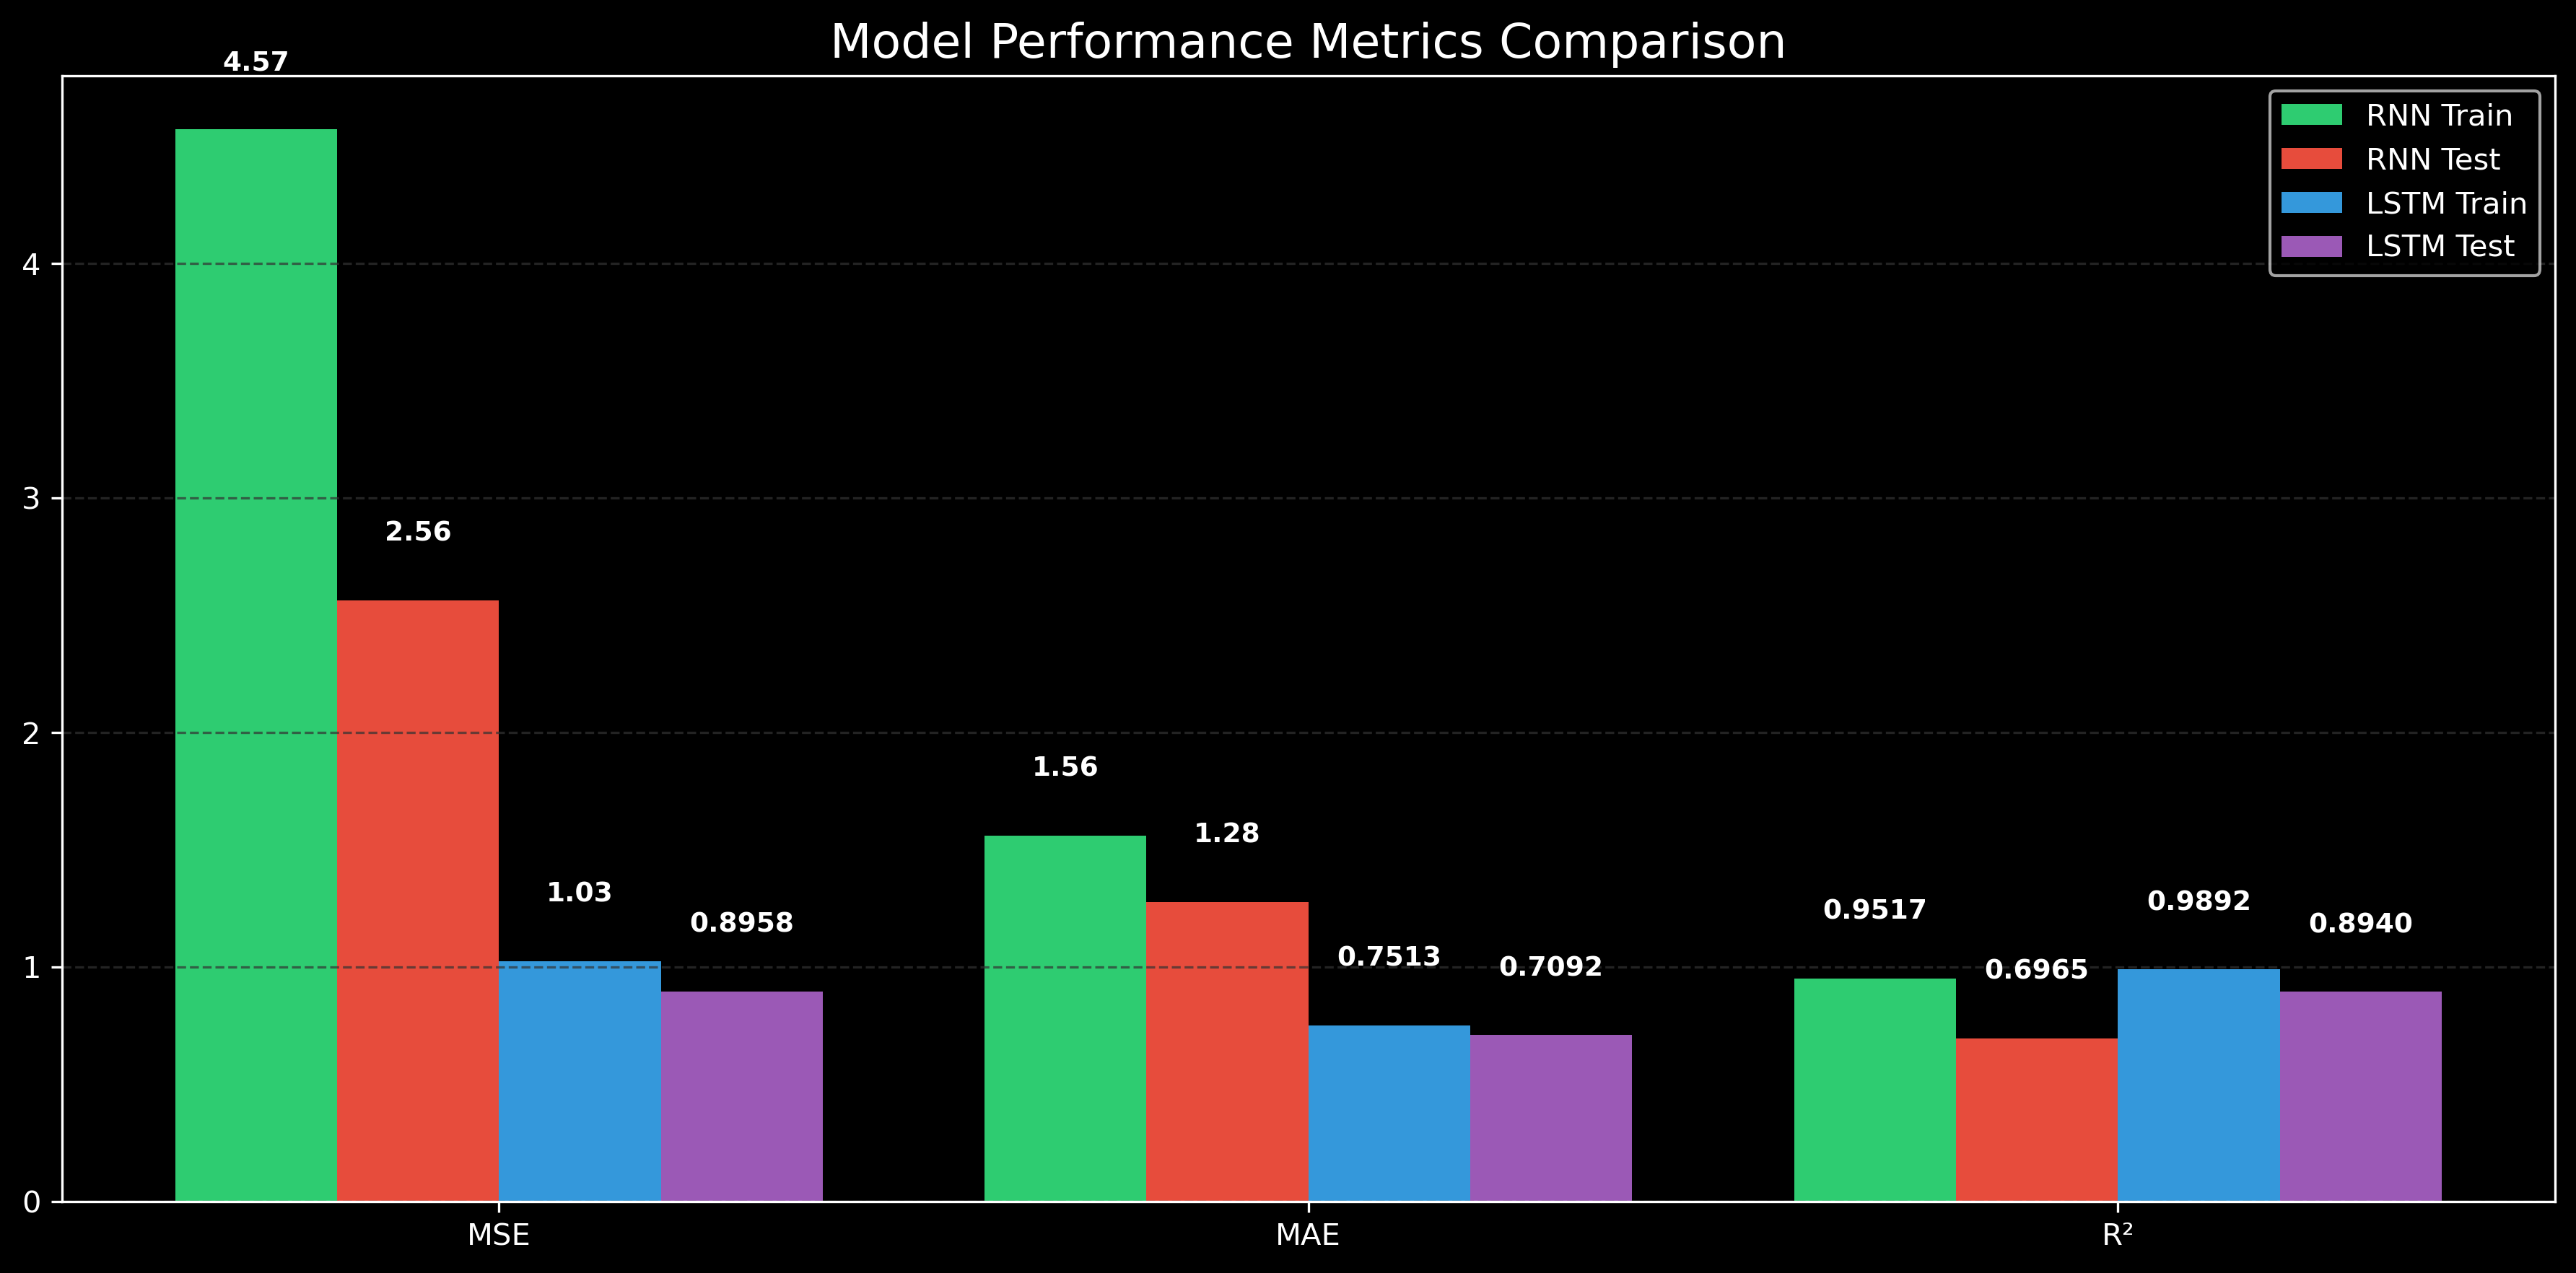 Model Performance Metrics Comparison
4.57
2.56
1.03
0.8958
1.56
1.28
0.7513
0.7092
0.9517
0.6965
0.9892
0.8940
RNN Train
RNN Test
LSTM Train
LSTM Test
4
3
2
1
0
MSE
MAE
R²